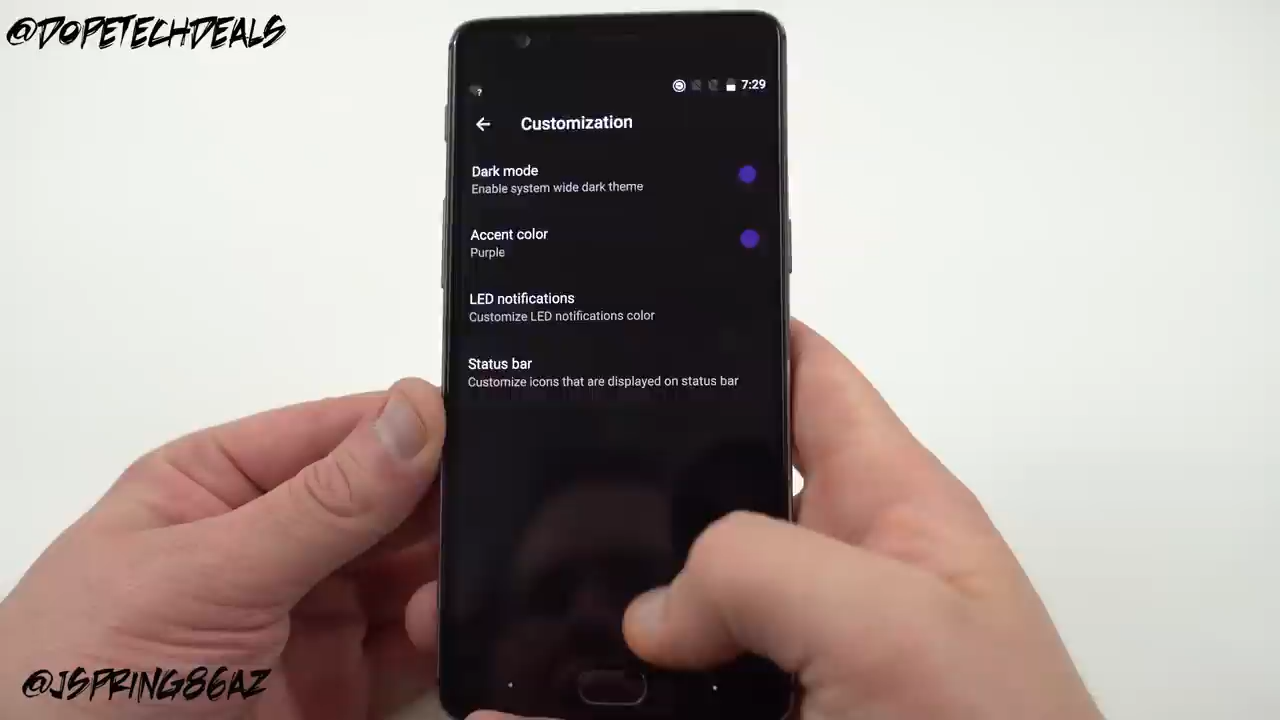 @DOPETECHDEALS
7:29
Customization
Dark mode
Enable system wide dark theme
Accent color
Purple
LED notifications
Customize LED notifications color
Status bar
Customize icons that are displayed on status bar
@JSPRING86AZ